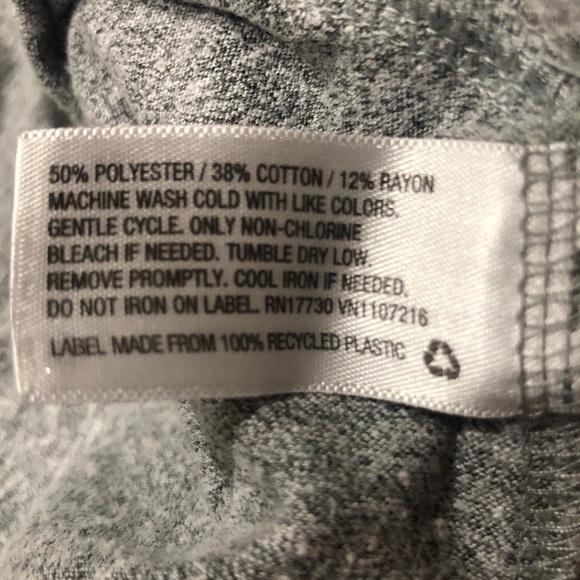 50% POLYESTER / 38% COTTON / 12% RAYON
MACHINE WASH COLD WITH LIKE COLORS.
GENTLE CYCLE. ONLY NON-CHLORINE
BLEACH IF NEEDED. TUMBLE DRY LOW.
REMOVE PROMPTLY. COOL IRON IF NEEDED.
DO NOT IRON ON LABEL. RN17730 VN1107216
LABEL MADE FROM 100% RECYCLED PLASTIC